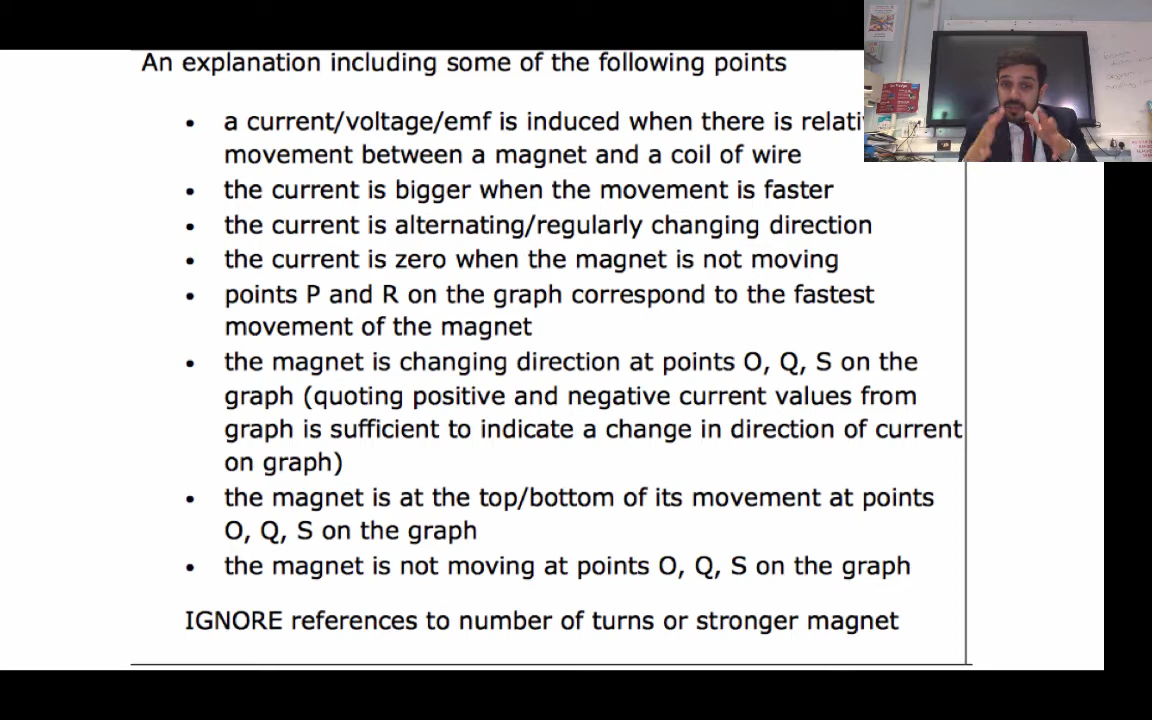 An explanation including some of the following points
• a current/voltage/emf is induced when there is
movement between a magnet and a coil of wire
• the current is bigger when the movement is faster
• the current is alternating/regularly changing direction
• the current is zero when the magnet is not moving
• points P and R on the graph correspond to the fastest
movement of the magnet
• the magnet is changing direction at points O, Q, S on the
graph (quoting positive and negative current values from
graph is sufficient to indicate a change in direction of current
on graph)
• the magnet is at the top/bottom of its movement at points
O, Q, S on the graph
• the magnet is not moving at points O, Q, S on the graph
IGNORE references to number of turns or stronger magnet